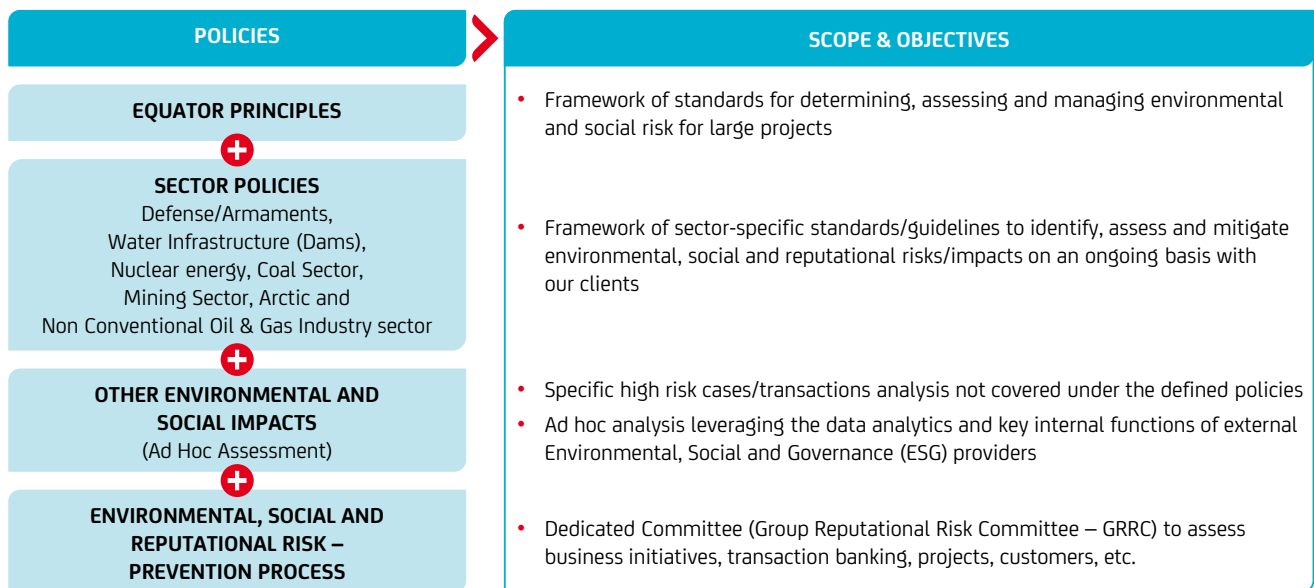 POLICIES
SCOPE & OBJECTIVES
EQUATOR PRINCIPLES
• Framework of standards for determining, assessing and managing environmental
and social risk for large projects
SECTOR POLICIES
Defense/Armaments,
Water Infrastructure (Dams),
Nuclear energy, Coal Sector,
Mining Sector, Arctic and
Non Conventional Oil & Gas Industry sector
• Framework of sector-specific standards/guidelines to identify, assess and mitigate
environmental, social and reputational risks/impacts on an ongoing basis with
our clients
OTHER ENVIRONMENTAL AND
SOCIAL IMPACTS
(Ad Hoc Assessment)
• Specific high risk cases/transactions analysis not covered under the defined policies
• Ad hoc analysis leveraging the data analytics and key internal functions of external
Environmental, Social and Governance (ESG) providers
ENVIRONMENTAL, SOCIAL AND
REPUTATIONAL RISK –
PREVENTION PROCESS
• Dedicated Committee (Group Reputational Risk Committee – GRRC) to assess
business initiatives, transaction banking, projects, customers, etc.